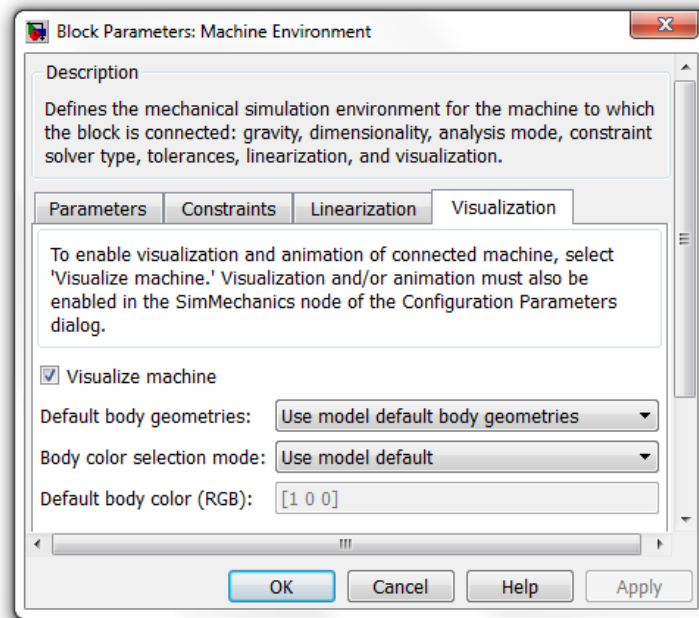 Block Parameters: Machine Environment
Description
Defines the mechanical simulation environment for the machine to which
the block is connected: gravity, dimensionality, analysis mode, constraint
solver type, tolerances, linearization, and visualization.
Parameters Constraints Linearization Visualization
To enable visualization and animation of connected machine, select
'Visualize machine.' Visualization and/or animation must also be
enabled in the SimMechanics node of the Configuration Parameters
dialog.
Visualize machine
Default body geometries: Use model default body geometries
Body color selection mode: Use model default
Default body color (RGB): [1 0 0]
OK Cancel Help Apply